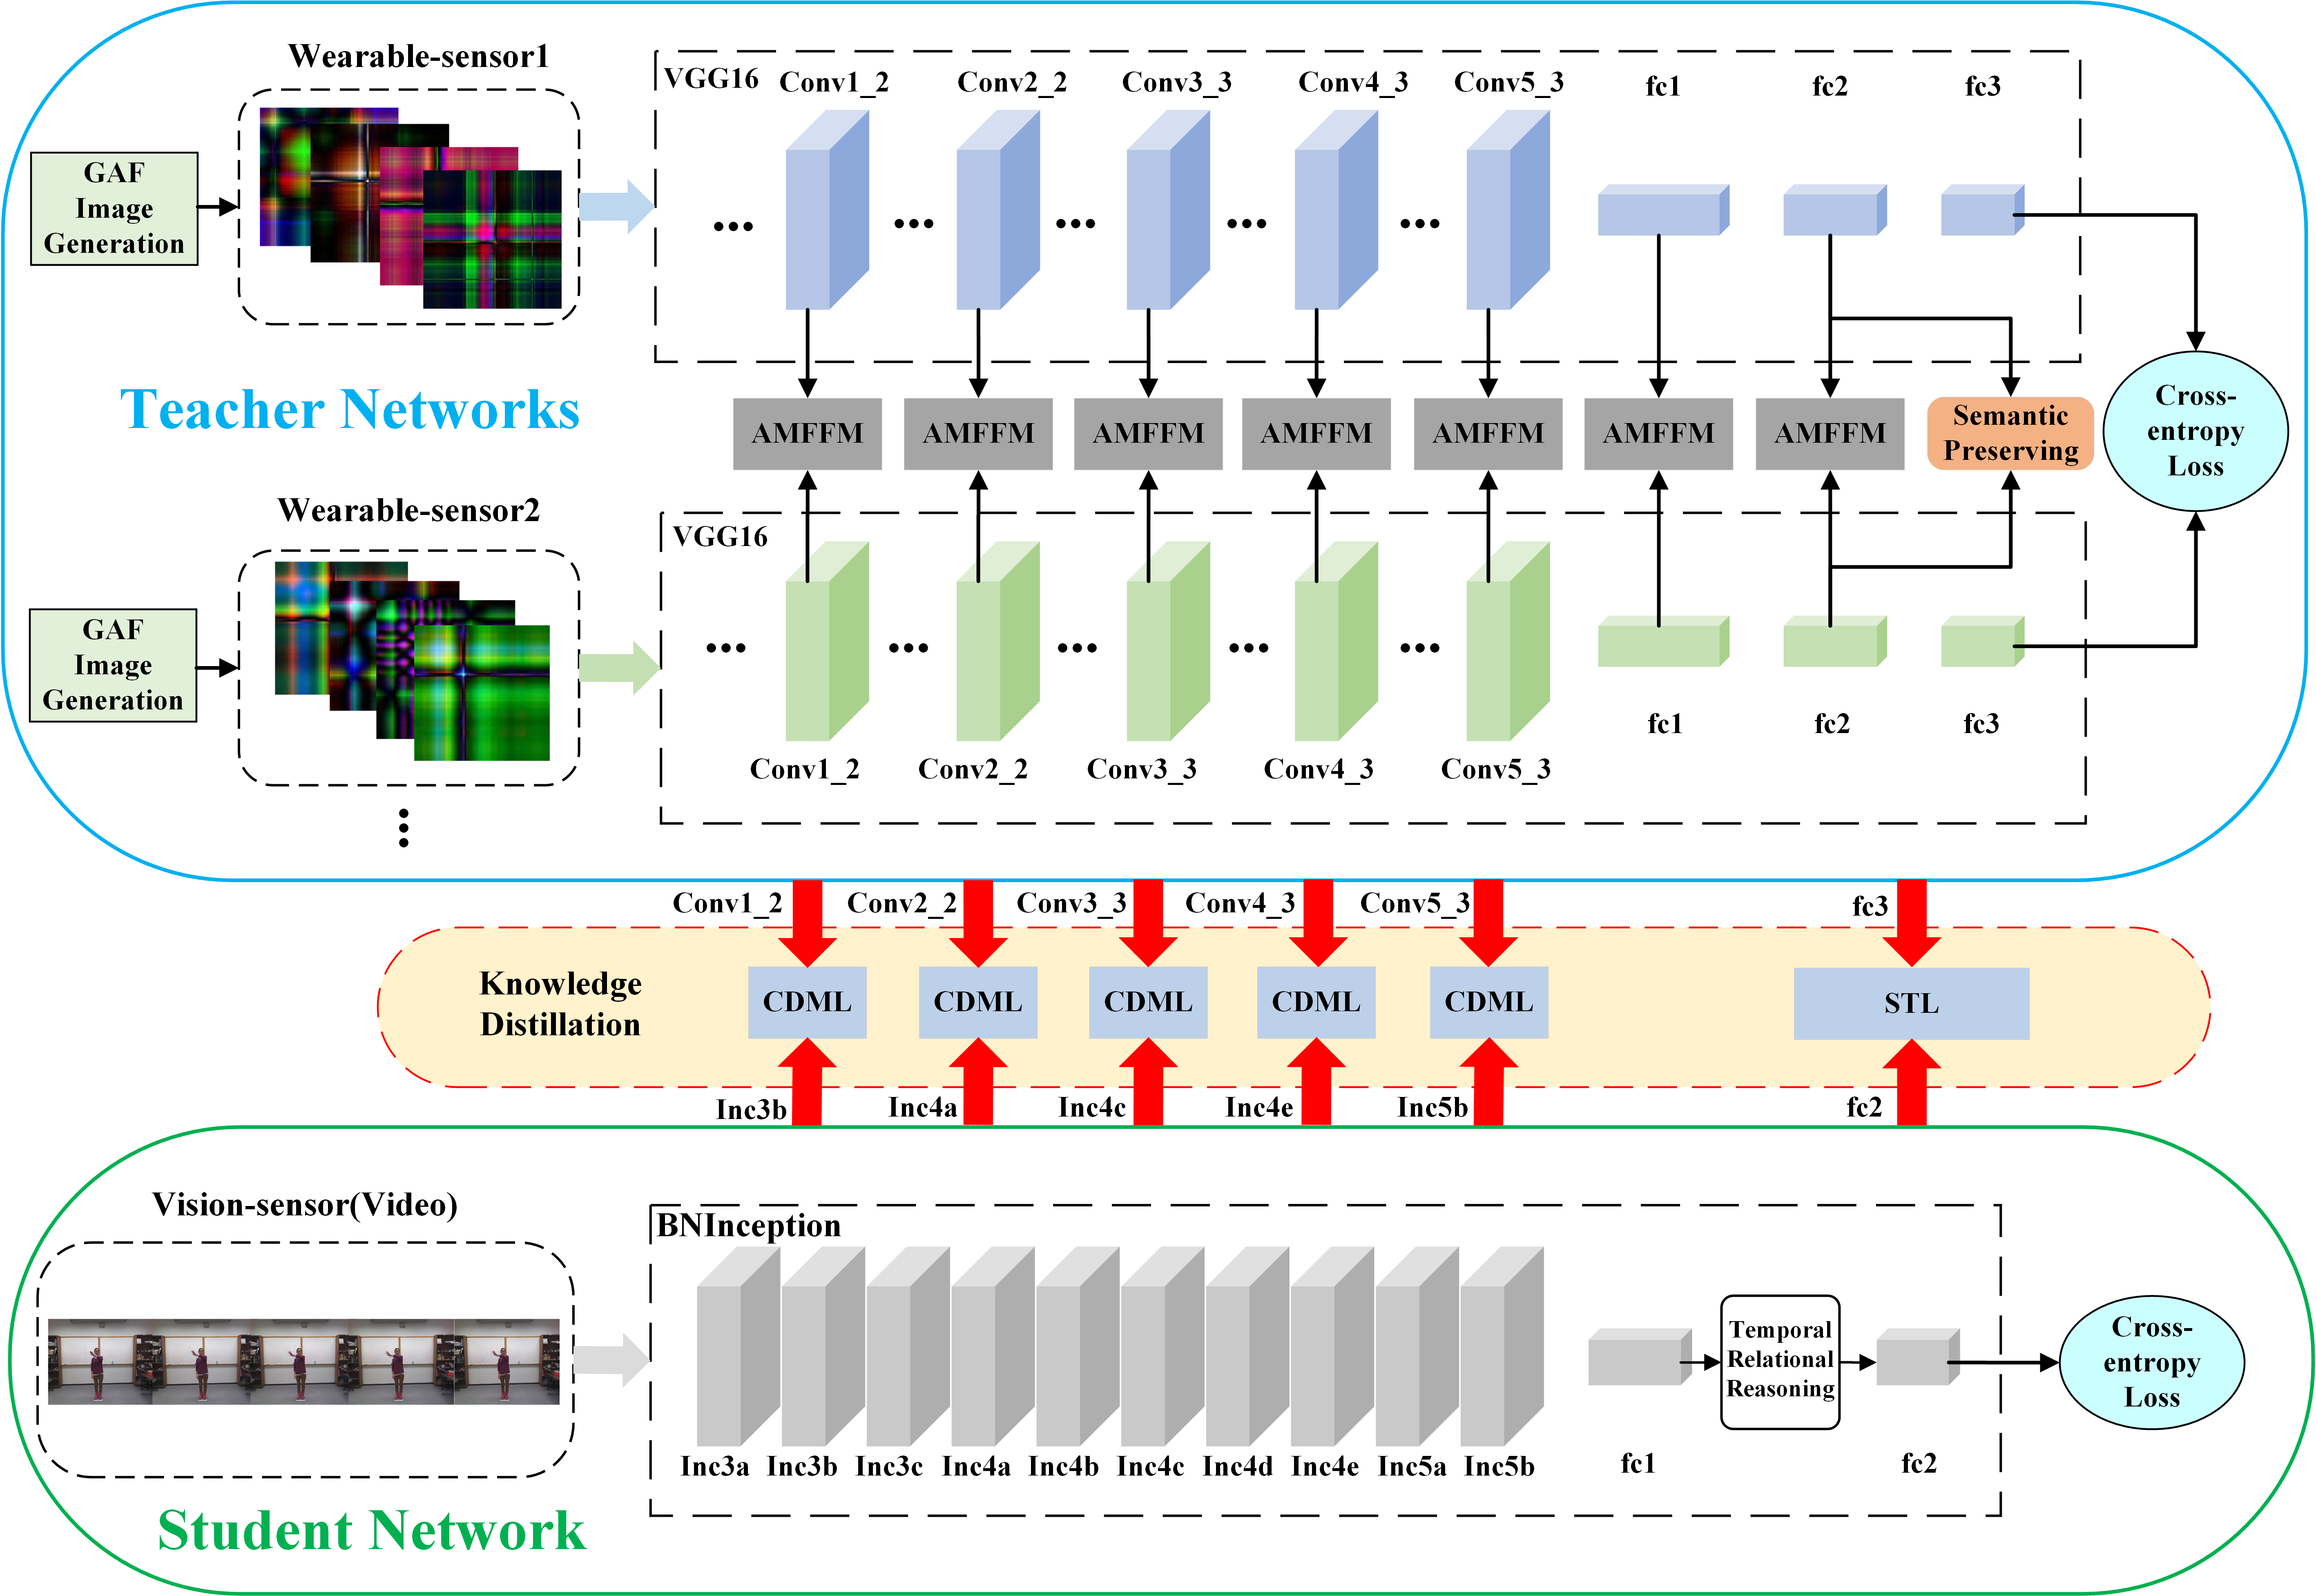 Wearable-sensor1
VGG16
Conv1_2 Conv2_2 Conv3_3 Conv4_3 Conv5_3 fc1 fc2 fc3
GAF
Image
Generation
... ... ... ... ...
Teacher Networks
AMFFM AMFFM AMFFM AMFFM AMFFM AMFFM AMFFM
Semantic
Preserving
Cross-
entropy
Loss
Wearable-sensor2
VGG16
GAF
Image
Generation
... ... ... ... ...
fc1 fc2 fc3
Conv1_2 Conv2_2 Conv3_3 Conv4_3 Conv5_3
...
Conv1_2 Conv2_2 Conv3_3 Conv4_3 Conv5_3 fc3
Knowledge
Distillation
CDML CDML CDML CDML CDML STL
Inc3b Inc4a Inc4c Inc4e Inc5b fc2
Vision-sensor(Video)
BNInception
Temporal
Relational
Reasoning
Cross-
entropy
Loss
Inc3a Inc3b Inc3c Inc4a Inc4b Inc4c Inc4d Inc4e Inc5a Inc5b fc1 fc2
Student Network